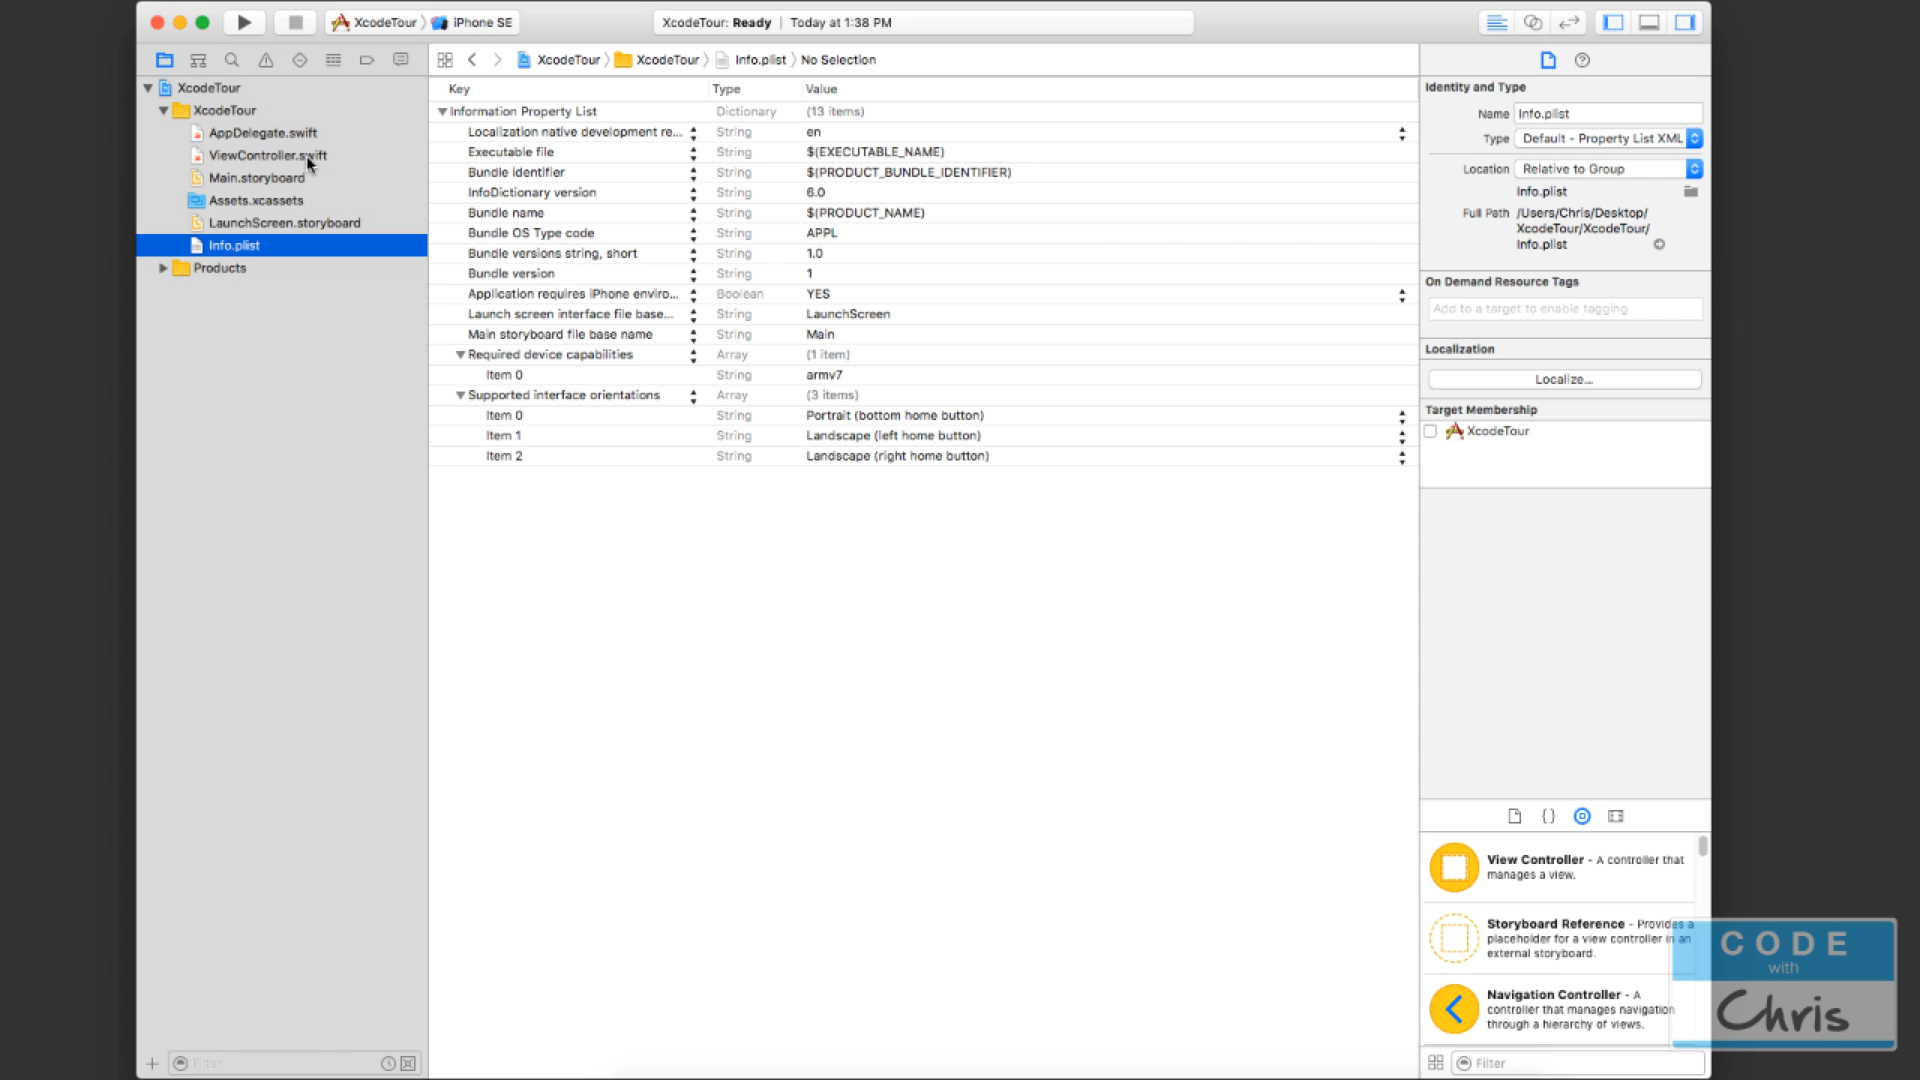 XcodeTour
iPhone SE
XcodeTour: Ready | Today at 1:38 PM
XcodeTour
XcodeTour
Info.plist
No Selection
XcodeTour
XcodeTour
AppDelegate.swift
ViewController.swift
Main.storyboard
Assets.xcassets
LaunchScreen.storyboard
Info.plist
Products
Filter
Key Type Value
Information Property List Dictionary (13 items)
Localization native development re... String en
Executable file String $(EXECUTABLE_NAME)
Bundle identifier String $(PRODUCT_BUNDLE_IDENTIFIER)
InfoDictionary version String 6.0
Bundle name String $(PRODUCT_NAME)
Bundle OS Type code String APPL
Bundle versions string, short String 1.0
Bundle version String 1
Application requires iPhone enviro... Boolean YES
Launch screen interface file base... String LaunchScreen
Main storyboard file base name String Main
Required device capabilities Array (1 item)
Item 0 String armv7
Supported interface orientations Array (3 items)
Item 0 String Portrait (bottom home button)
Item 1 String Landscape (left home button)
Item 2 String Landscape (right home button)
Identity and Type
Name Info.plist
Type Default - Property List XML
Location Relative to Group
Info.plist
Full Path /Users/Chris/Desktop/
XcodeTour/XcodeTour/
Info.plist
On Demand Resource Tags
Add to a target to enable tagging
Localization
Localize...
Target Membership
XcodeTour
{}
View Controller - A controller that
manages a view.
Storyboard Reference - Provides a
placeholder for a view controller in an
external storyboard.
Navigation Controller - A
controller that manages navigation
through a hierarchy of views.
Filter
CODE
with
Chris